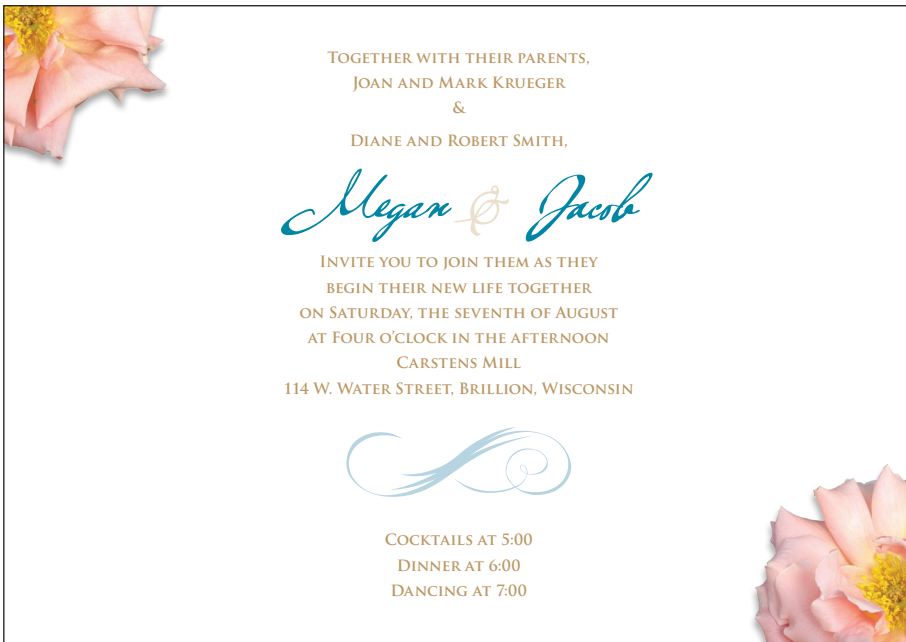 Together with their parents,
Joan and Mark Krueger
&
Diane and Robert Smith,
Megan & Jacob
Invite you to join them as they
begin their new life together
on Saturday, the seventh of August
at Four o'clock in the afternoon
Carstens Mill
114 W. Water Street, Brillion, Wisconsin
Cocktails at 5:00
Dinner at 6:00
Dancing at 7:00